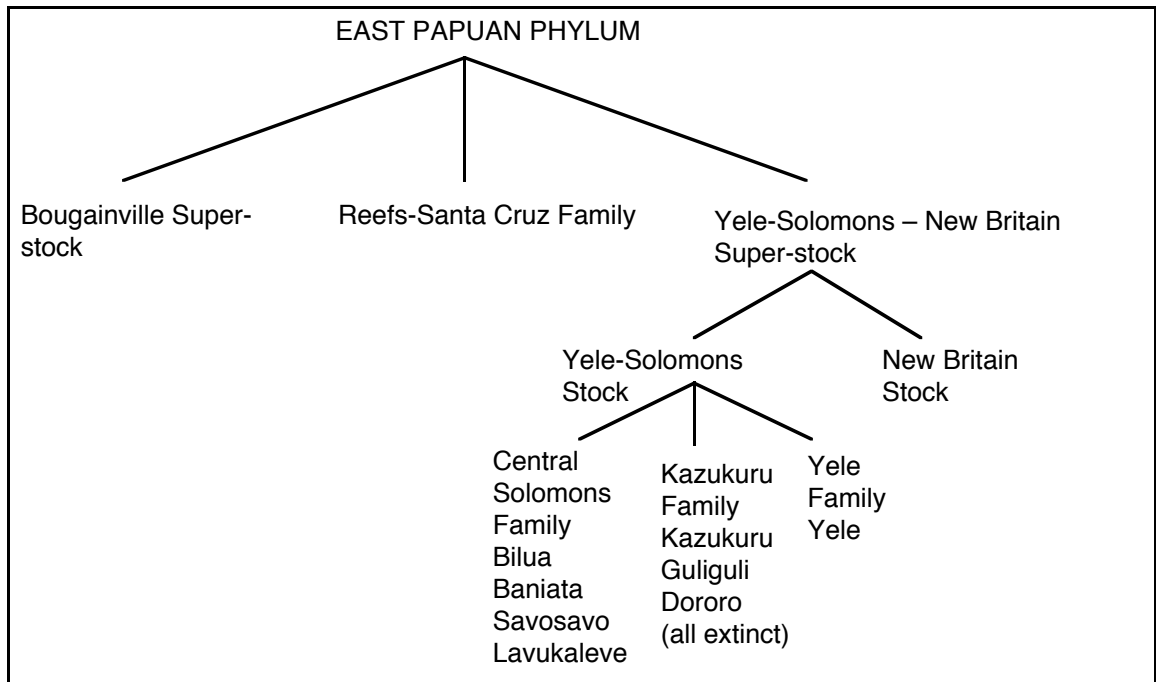 EAST PAPUAN PHYLUM
Bougainville Super-
stock
Reefs-Santa Cruz Family
Yele-Solomons – New Britain
Super-stock
Yele-Solomons
Stock
New Britain
Stock
Central
Solomons
Family
Bilua
Baniata
Savosavo
Lavukaleve
Kazukuru
Family
Kazukuru
Guliguli
Dororo
(all extinct)
Yele
Family
Yele